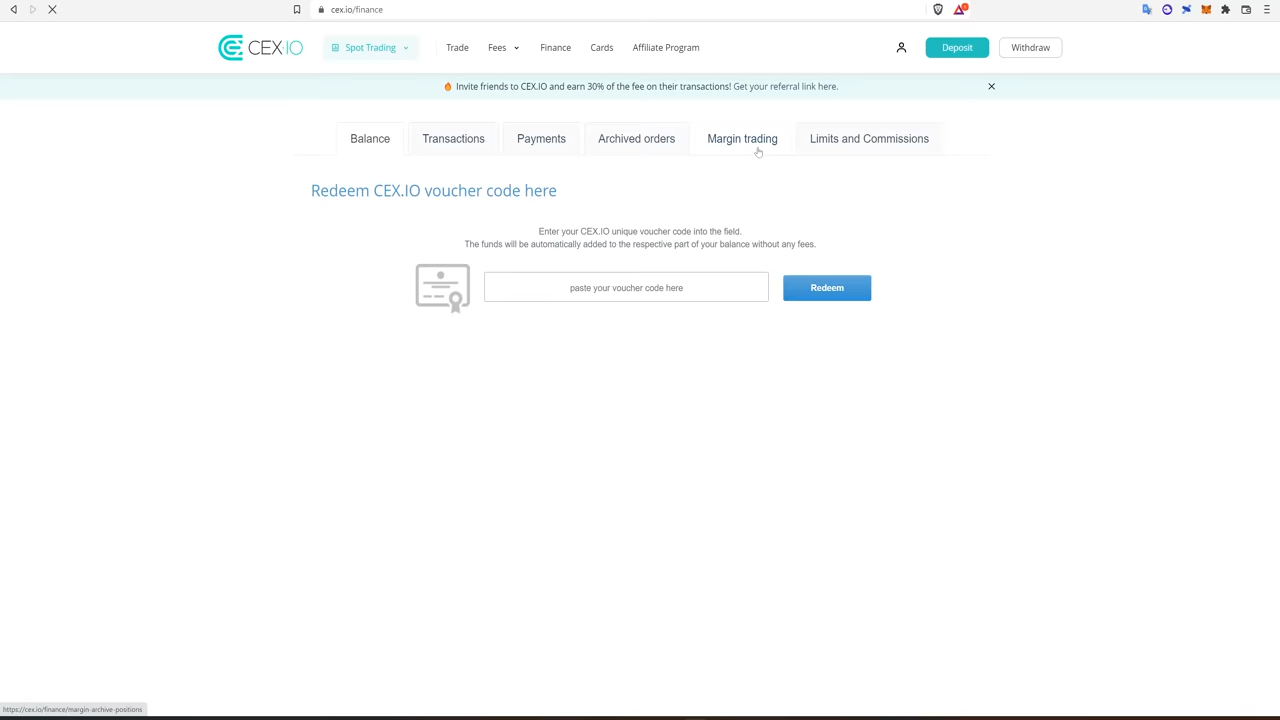 cex.io/finance
CEX.IO
Spot Trading
Trade
Fees
Finance
Cards
Affiliate Program
Deposit
Withdraw
🔥 Invite friends to CEX.IO and earn 30% of the fee on their transactions! Get your referral link here.
Balance
Transactions
Payments
Archived orders
Margin trading
Limits and Commissions
Redeem CEX.IO voucher code here
Enter your CEX.IO unique voucher code into the field.
The funds will be automatically added to the respective part of your balance without any fees.
paste your voucher code here
Redeem
https://cex.io/finance/margin-archive-positions